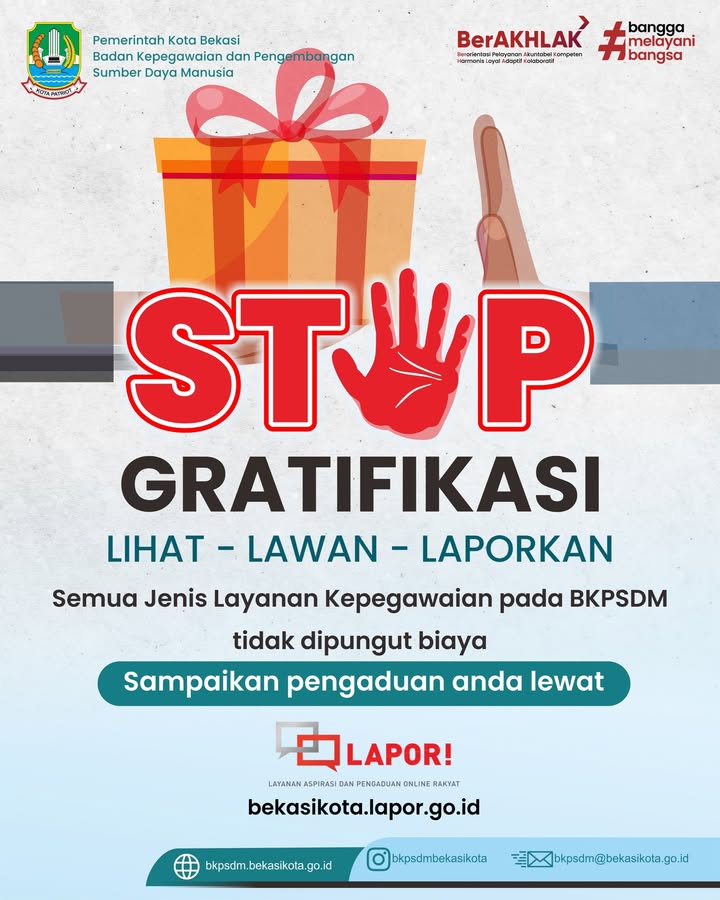 Pemerintah Kota Bekasi
Badan Kepegawaian dan Pengembangan
Sumber Daya Manusia
KOTA PATRIOT
BerAKHLAK
Berorientasi Pelayanan Akuntabel Kompeten
Harmonis Loyal Adaptif Kolaboratif
#bangga
melayani
bangsa
STOP
GRATIFIKASI
LIHAT - LAWAN - LAPORKAN
Semua Jenis Layanan Kepegawaian pada BKPSDM
tidak dipungut biaya
Sampaikan pengaduan anda lewat
LAPOR!
LAYANAN ASPIRASI DAN PENGADUAN ONLINE RAKYAT
bekasikota.lapor.go.id
bkpsdm.bekasikota.go.id
bkpsdmbekasikota
bkpsdm@bekasikota.go.id